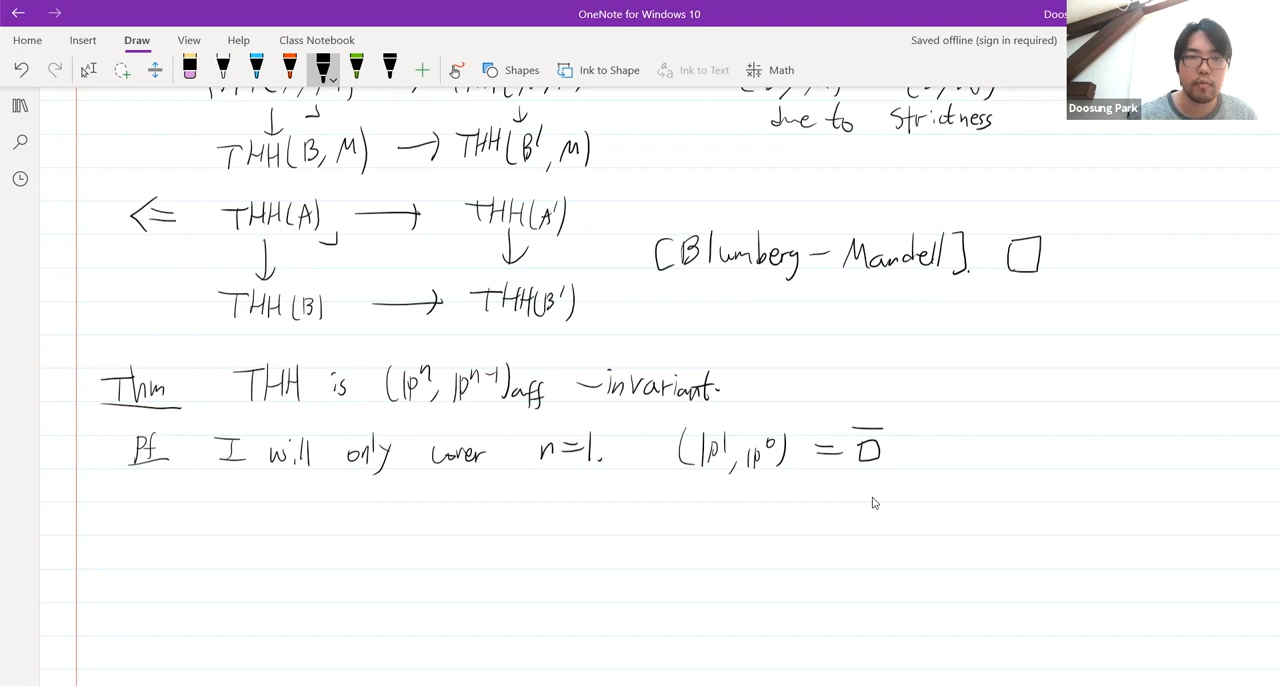 OneNote for Windows 10
Doos
Home Insert Draw View Help Class Notebook
Saved offline (sign in required)
Shapes Ink to Shape Ink to Text Math
Doosung Park
due to strictness
THH(B, M) → THH(B', M)
⇐ THH(A) → THH(A')
↓ ↓
[Blumberg - Mandell]. □
THH(B) → THH(B')
Thm THH is (ℙⁿ, ℙⁿ⁻¹)aff -invariant.
Pf I will only cover n=1. (ℙ¹, ℙ⁰) = □̅